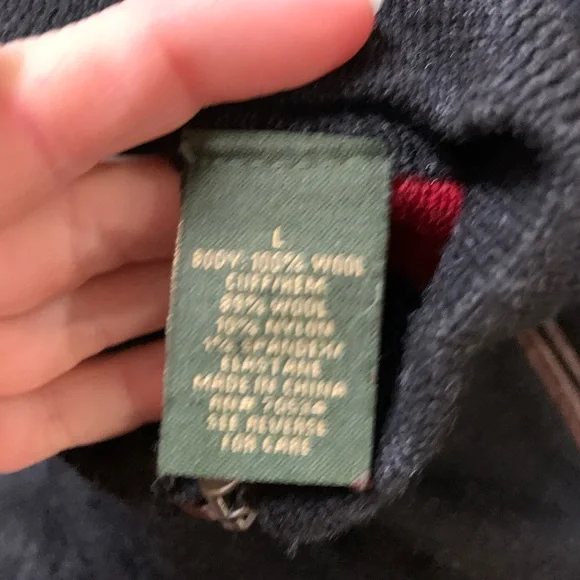 L
BODY: 100% WOOL
CUFF/HEM
89% WOOL
10% NYLON
1% SPANDEX/
ELASTANE
MADE IN CHINA
RN#
SEE REVERSE
FOR CARE